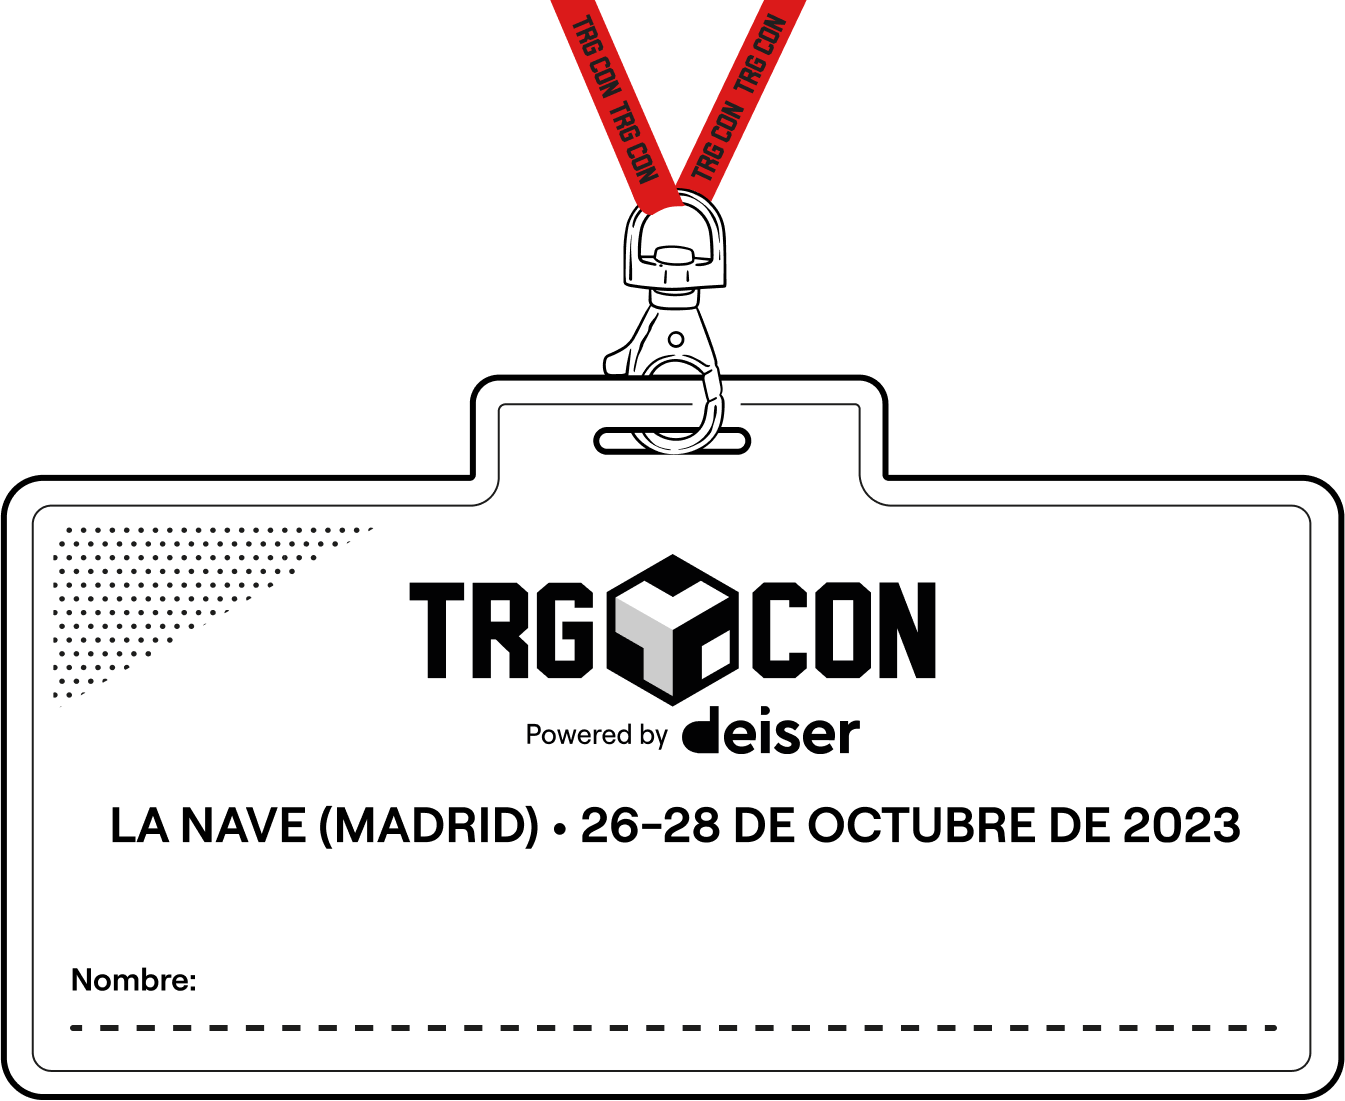 TRG CON TRG CON
TRG CON TRG CON
TRG CON
Powered by deiser
LA NAVE (MADRID) • 26-28 DE OCTUBRE DE 2023
Nombre: